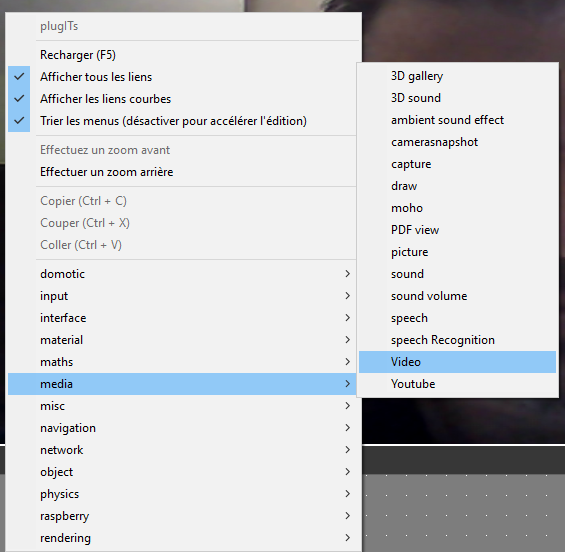 plugITs
Recharger (F5)
Afficher tous les liens
Afficher les liens courbes
Trier les menus (désactiver pour accélérer l'édition)
Effectuez un zoom avant
Effectuer un zoom arrière
Copier (Ctrl + C)
Couper (Ctrl + X)
Coller (Ctrl + V)
domotic
input
interface
material
maths
media
misc
navigation
network
object
physics
raspberry
rendering
3D gallery
3D sound
ambient sound effect
camerasnapshot
capture
draw
moho
PDF view
picture
sound
sound volume
speech
speech Recognition
Video
Youtube